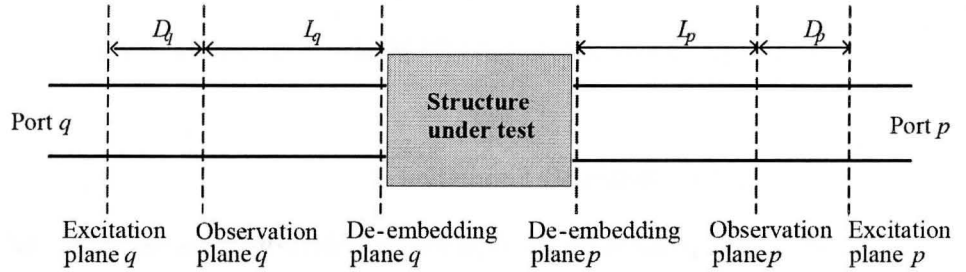 D_q L_q L_p D_p
Structure
under test
Port q
Port p
Excitation Observation De-embedding De-embedding Observation Excitation
plane q plane q plane q plane p plane p plane p